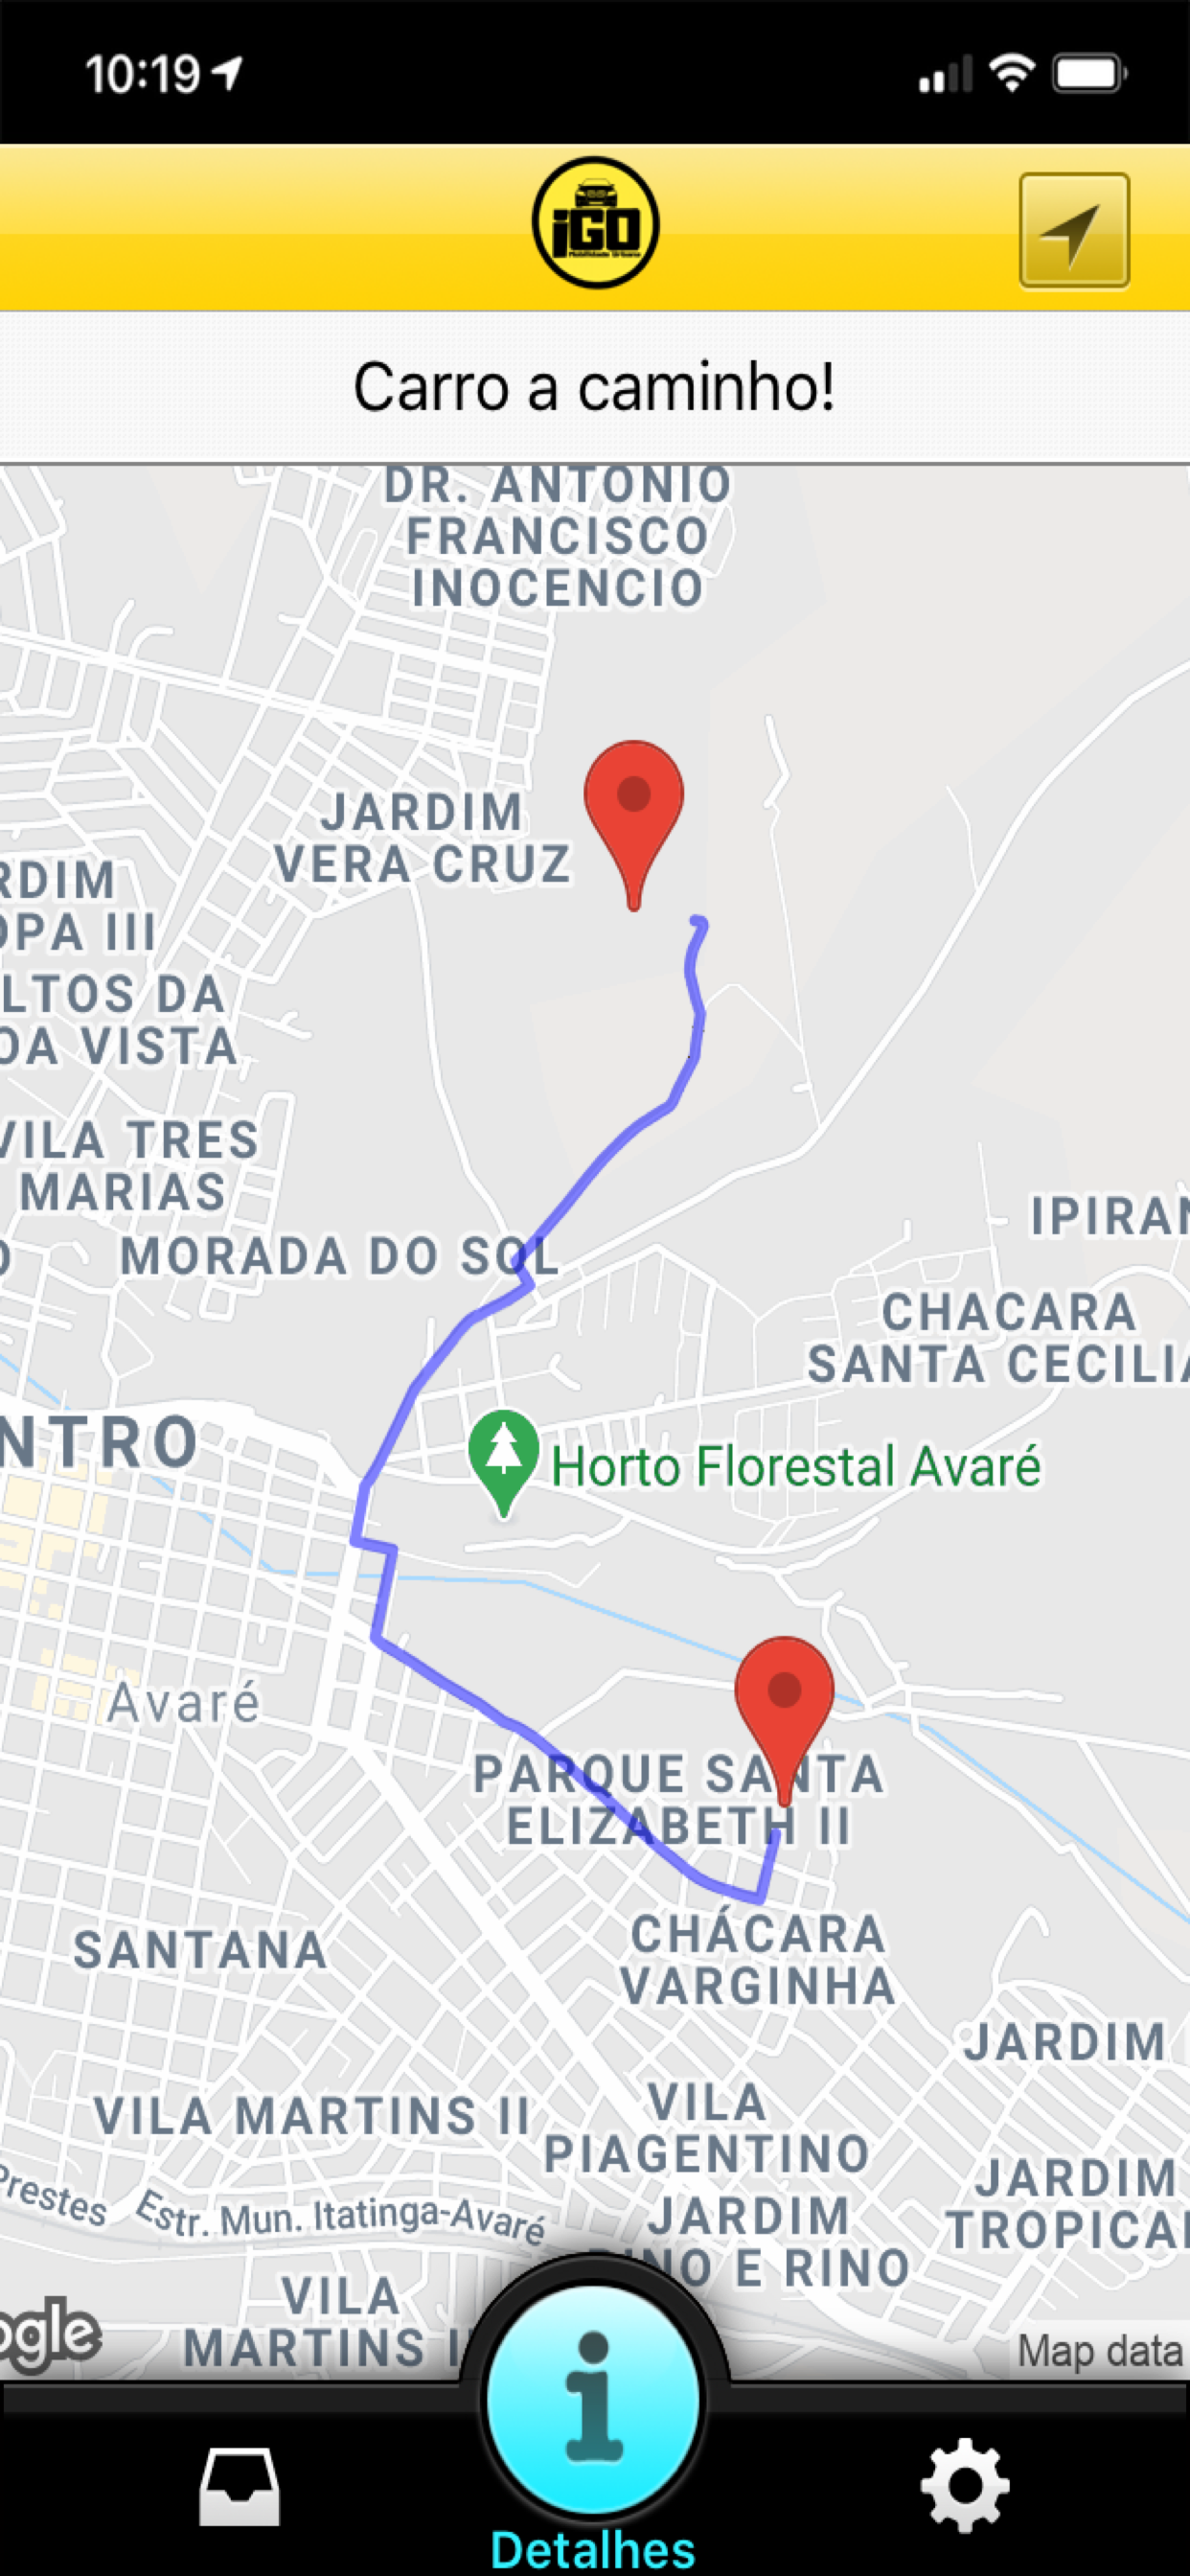 10:19
iGO
Mobilidade Urbana
Carro a caminho!
DR. ANTONIO
FRANCISCO
INOCENCIO
JARDIM
VERA CRUZ
RDIM
OPA III
LTOS DA
OA VISTA
VILA TRES
MARIAS
O
MORADA DO SOL
IPIRAN
CHACARA
SANTA CECILIA
NTRO
Horto Florestal Avaré
Avaré
PARQUE SANTA
ELIZABETH II
CHÁCARA
VARGINHA
SANTANA
JARDIM
VILA MARTINS II
VILA
PIAGENTINO
JARDIM
TROPICAL
Prestes
Estr. Mun. Itatinga-Avaré
JARDIM
NO E RINO
VILA
MARTINS I
ogle
Map data
Detalhes